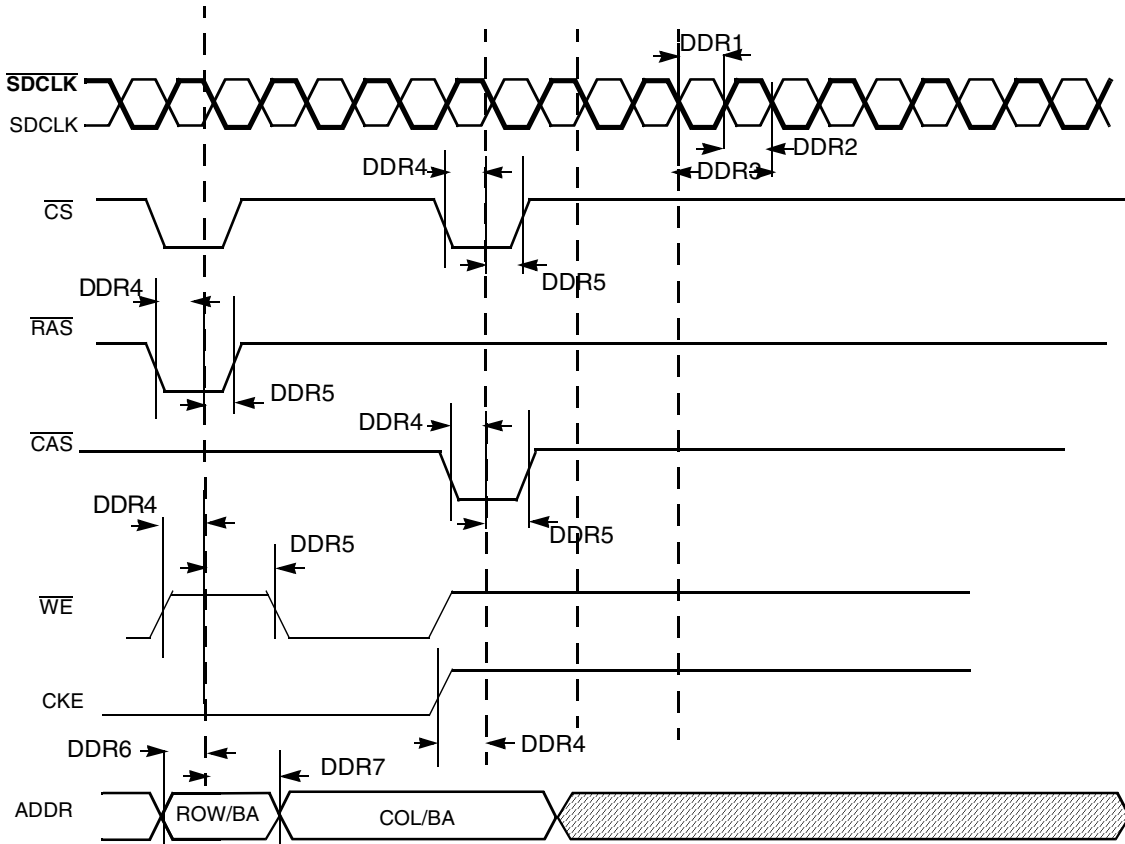 DDR1
SDCLK
SDCLK
DDR2
DDR4
DDR3
CS
DDR5
DDR4
RAS
DDR5
DDR4
CAS
DDR4
DDR5
DDR5
WE
CKE
DDR6
DDR4
DDR7
ADDR
ROW/BA
COL/BA